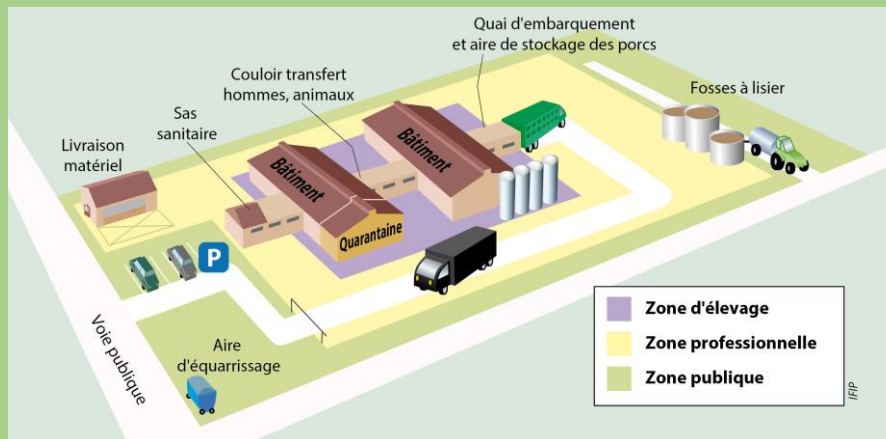 Quai d'embarquement
et aire de stockage des porcs
Couloir transfert
hommes, animaux
Fosses à lisier
Sas
sanitaire
Livraison
matériel
Bâtiment
Bâtiment
Quarantaine
P
Voie publique
Aire
d'équarrissage
Zone d'élevage
Zone professionnelle
Zone publique
IFIP